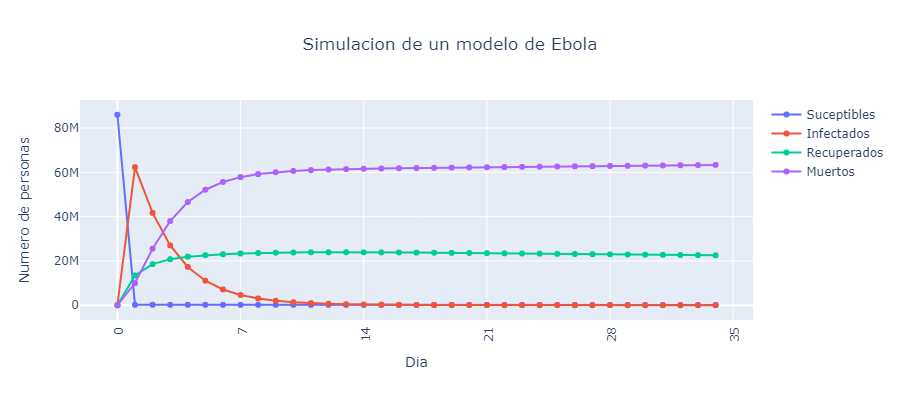 Simulacion de un modelo de Ebola
Numero de personas
80M
60M
40M
20M
0
0
7
14
21
28
35
Dia
Suceptibles
Infectados
Recuperados
Muertos